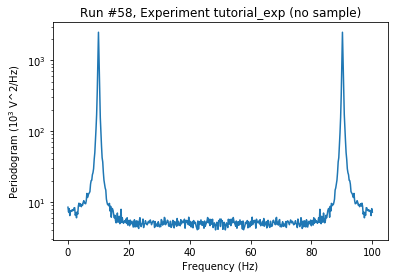 Run #58, Experiment tutorial_exp (no sample)
Periodogram (10³ V^2/Hz)
10³
10²
10¹
0 20 40 60 80 100
Frequency (Hz)